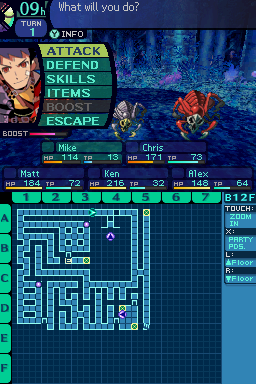 09h
What will you do?
TURN
1
Y INFO
ATTACK
DEFEND
SKILLS
ITEMS
BOOST
ESCAPE
BOOST
Mike
HP 114 TP 13
Chris
HP 171 TP 73
Matt
HP 184 TP 72
Ken
HP 216 TP 32
Alex
HP 148 TP 64
1 2 3 4 5 6 7 B12F
A
B
C
D
E
F
TOUCH:
ZOOM
IN
X:
PARTY
POS.
L:
▲Floor
R:
▼Floor